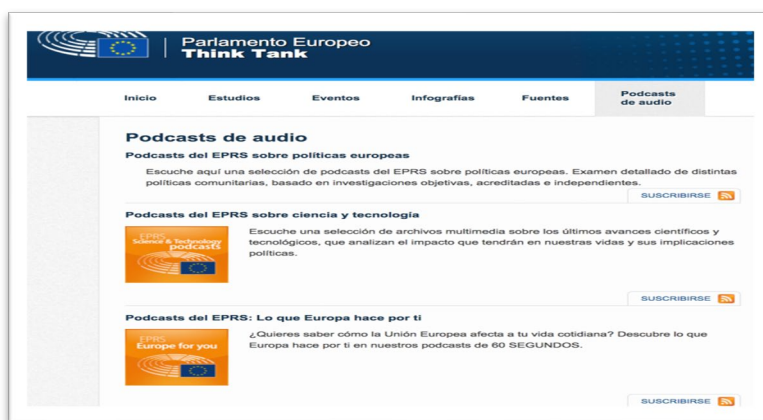 Parlamento Europeo
Think Tank
Inicio Estudios Eventos Infografías Fuentes Podcasts de audio
Podcasts de audio
Podcasts del EPRS sobre políticas europeas
Escuche aquí una selección de podcasts del EPRS sobre políticas europeas. Examen detallado de distintas
políticas comunitarias, basado en investigaciones objetivas, acreditadas e independientes.
SUSCRIBIRSE
Podcasts del EPRS sobre ciencia y tecnología
EPRS
Science & Technology
podcasts
Escuche una selección de archivos multimedia sobre los últimos avances científicos y
tecnológicos, que analizan el impacto que tendrán en nuestras vidas y sus implicaciones
políticas.
SUSCRIBIRSE
Podcasts del EPRS: Lo que Europa hace por ti
EPRS
Europe for you
¿Quieres saber cómo la Unión Europea afecta a tu vida cotidiana? Descubre lo que
Europa hace por ti en nuestros podcasts de 60 SEGUNDOS.
SUSCRIBIRSE